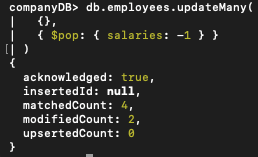 companyDB> db.employees.updateMany(
|   {},
|   { $pop: { salaries: -1 } }
| )
{
  acknowledged: true,
  insertedId: null,
  matchedCount: 4,
  modifiedCount: 2,
  upsertedCount: 0
}